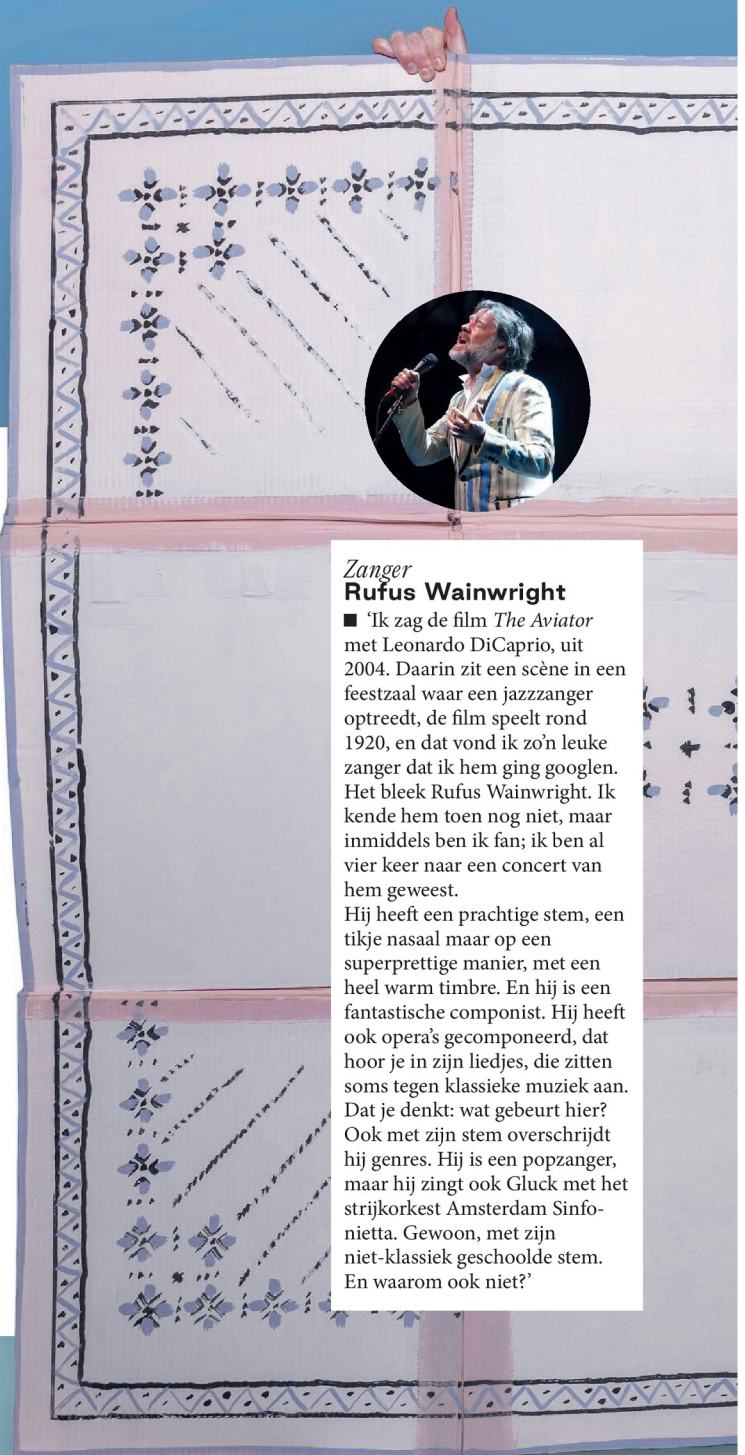 Zanger
Rufus Wainwright
■ ‘Ik zag de film The Aviator
met Leonardo DiCaprio, uit
2004. Daarin zit een scène in een
feestzaal waar een jazzzanger
optreedt, de film speelt rond
1920, en dat vond ik zo’n leuke
zanger dat ik hem ging googlen.
Het bleek Rufus Wainwright. Ik
kende hem toen nog niet, maar
inmiddels ben ik fan; ik ben al
vier keer naar een concert van
hem geweest.
Hij heeft een prachtige stem, een
tikje nasaal maar op een
superprettige manier, met een
heel warm timbre. En hij is een
fantastische componist. Hij heeft
ook opera’s gecomponeerd, dat
hoor je in zijn liedjes, die zitten
soms tegen klassieke muziek aan.
Dat je denkt: wat gebeurt hier?
Ook met zijn stem overschrijdt
hij genres. Hij is een popzanger,
maar hij zingt ook Gluck met het
strijkorkest Amsterdam Sinfo-
nietta. Gewoon, met zijn
niet-klassiek geschoolde stem.
En waarom ook niet?’